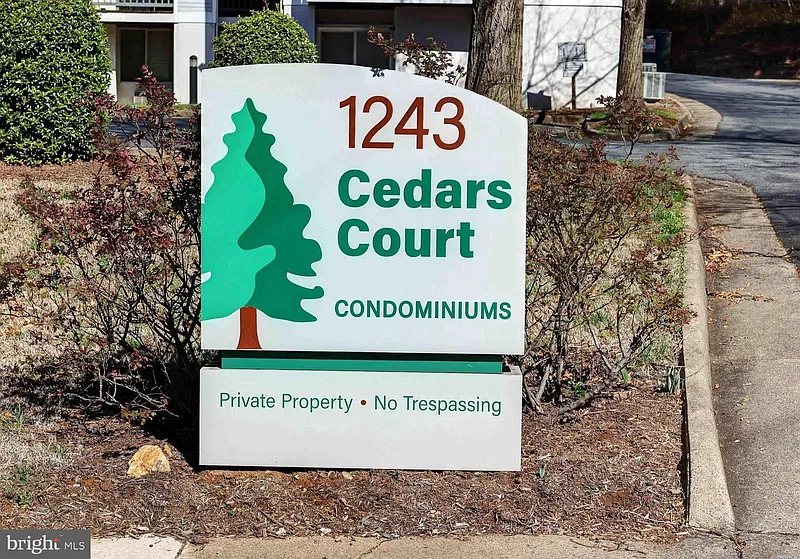 1243
Cedars
Court
CONDOMINIUMS
Private Property • No Trespassing
bright MLS